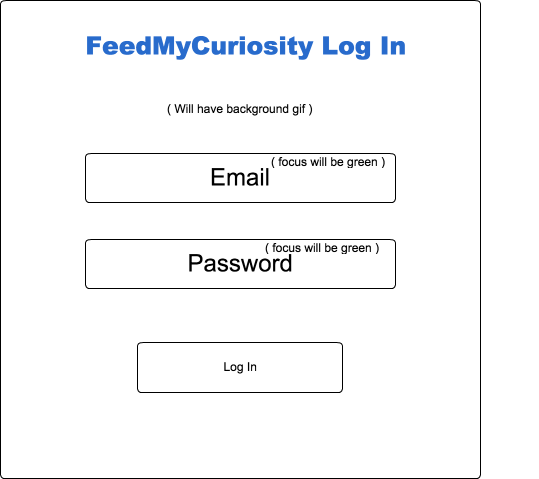 FeedMyCuriosity Log In
( Will have background gif )
( focus will be green )
Email
( focus will be green )
Password
Log In